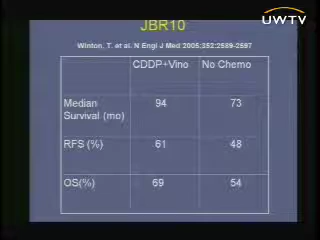 UWTV
JBR10
Winton, T. et al. N Engl J Med 2005;352:2589-2597
CDDP+Vino No Chemo
Median Survival (mo) 94 73
RFS (%) 61 48
OS(%) 69 54